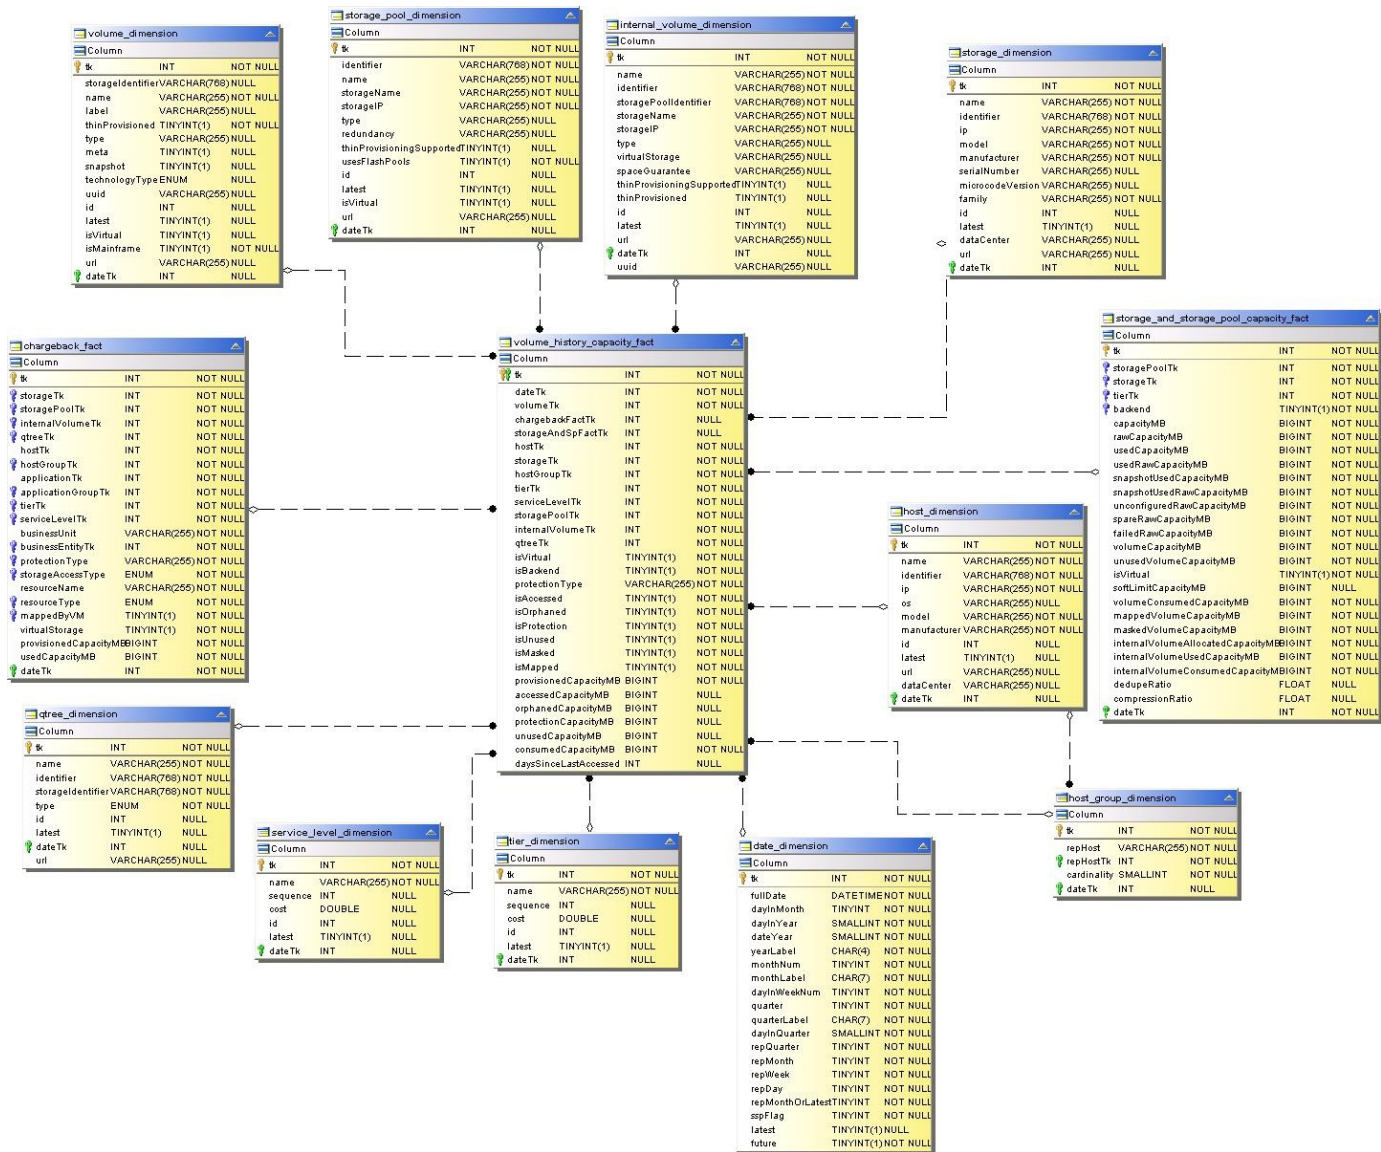 volume_dimension
Column
tk INT NOT NULL
storageIdentifier VARCHAR(768) NULL
name VARCHAR(255) NOT NULL
label VARCHAR(255) NULL
thinProvisioned TINYINT(1) NOT NULL
type VARCHAR(255) NULL
meta TINYINT(1) NULL
snapshot TINYINT(1) NULL
technologyType ENUM NULL
uuid VARCHAR(255) NULL
id INT NULL
latest TINYINT(1) NULL
isVirtual TINYINT(1) NULL
isMainframe TINYINT(1) NOT NULL
url VARCHAR(255) NULL
dateTk INT NULL
storage_pool_dimension
Column
tk INT NOT NULL
identifier VARCHAR(768) NOT NULL
name VARCHAR(255) NOT NULL
storageName VARCHAR(255) NOT NULL
storageIP VARCHAR(255) NOT NULL
type VARCHAR(255) NULL
redundancy VARCHAR(255) NULL
thinProvisioningSupported TINYINT(1) NULL
usesFlashPools TINYINT(1) NOT NULL
id INT NULL
latest TINYINT(1) NULL
isVirtual TINYINT(1) NULL
url VARCHAR(255) NULL
dateTk INT NULL
internal_volume_dimension
Column
tk INT NOT NULL
name VARCHAR(255) NOT NULL
identifier VARCHAR(768) NOT NULL
storagePoolIdentifier VARCHAR(768) NOT NULL
storageName VARCHAR(255) NOT NULL
storageIP VARCHAR(255) NOT NULL
type VARCHAR(255) NULL
virtualStorage VARCHAR(255) NULL
spaceGuarantee VARCHAR(255) NULL
thinProvisioningSupported TINYINT(1) NULL
thinProvisioned TINYINT(1) NULL
id INT NULL
latest TINYINT(1) NULL
url VARCHAR(255) NULL
dateTk INT NULL
uuid VARCHAR(255) NULL
storage_dimension
Column
tk INT NOT NULL
name VARCHAR(255) NOT NULL
identifier VARCHAR(768) NOT NULL
ip VARCHAR(255) NOT NULL
model VARCHAR(255) NOT NULL
manufacturer VARCHAR(255) NOT NULL
serialNumber VARCHAR(255) NULL
microcodeVersion VARCHAR(255) NULL
family VARCHAR(255) NOT NULL
id INT NULL
latest TINYINT(1) NULL
dataCenter VARCHAR(255) NULL
url VARCHAR(255) NULL
dateTk INT NULL
chargeback_fact
Column
tk INT NOT NULL
storageTk INT NOT NULL
storagePoolTk INT NOT NULL
internalVolumeTk INT NOT NULL
qtreeTk INT NOT NULL
hostTk INT NOT NULL
hostGroupTk INT NOT NULL
applicationTk INT NOT NULL
applicationGroupTk INT NOT NULL
tierTk INT NOT NULL
serviceLevelTk INT NOT NULL
businessUnit VARCHAR(255) NOT NULL
businessEntityTk INT NOT NULL
protectionType VARCHAR(255) NOT NULL
storageAccessType ENUM NOT NULL
resourceName VARCHAR(255) NOT NULL
resourceType ENUM NOT NULL
mappedByVM TINYINT(1) NOT NULL
virtualStorage TINYINT(1) NOT NULL
provisionedCapacityMB BIGINT NOT NULL
usedCapacityMB BIGINT NOT NULL
dateTk INT NOT NULL
volume_history_capacity_fact
Column
tk INT NOT NULL
dateTk INT NOT NULL
volumeTk INT NOT NULL
chargebackFactTk INT NULL
storageAndSpFactTk INT NULL
hostTk INT NOT NULL
storageTk INT NOT NULL
hostGroupTk INT NOT NULL
tierTk INT NOT NULL
serviceLevelTk INT NOT NULL
storagePoolTk INT NOT NULL
internalVolumeTk INT NOT NULL
qtreeTk INT NOT NULL
isVirtual TINYINT(1) NOT NULL
isBackend TINYINT(1) NOT NULL
protectionType VARCHAR(255) NOT NULL
isAccessed TINYINT(1) NOT NULL
isOrphaned TINYINT(1) NOT NULL
isProtection TINYINT(1) NOT NULL
isUnused TINYINT(1) NOT NULL
isMasked TINYINT(1) NOT NULL
isMapped TINYINT(1) NOT NULL
provisionedCapacityMB BIGINT NOT NULL
accessedCapacityMB BIGINT NULL
orphanedCapacityMB BIGINT NULL
protectionCapacityMB BIGINT NULL
unusedCapacityMB BIGINT NULL
consumedCapacityMB BIGINT NOT NULL
daysSinceLastAccessed INT NULL
storage_and_storage_pool_capacity_fact
Column
tk INT NOT NULL
storagePoolTk INT NOT NULL
storageTk INT NOT NULL
tierTk INT NOT NULL
backend TINYINT(1) NOT NULL
capacityMB BIGINT NOT NULL
rawCapacityMB BIGINT NOT NULL
usedCapacityMB BIGINT NOT NULL
usedRawCapacityMB BIGINT NOT NULL
snapshotUsedCapacityMB BIGINT NOT NULL
snapshotUsedRawCapacityMB BIGINT NOT NULL
unconfiguredRawCapacityMB BIGINT NOT NULL
spareRawCapacityMB BIGINT NOT NULL
failedRawCapacityMB BIGINT NOT NULL
volumeCapacityMB BIGINT NOT NULL
unusedVolumeCapacityMB BIGINT NOT NULL
isVirtual TINYINT(1) NOT NULL
softLimitCapacityMB BIGINT NULL
volumeConsumedCapacityMB BIGINT NOT NULL
mappedVolumeCapacityMB BIGINT NOT NULL
maskedVolumeCapacityMB BIGINT NOT NULL
internalVolumeAllocatedCapacityMB BIGINT NOT NULL
internalVolumeUsedCapacityMB BIGINT NOT NULL
internalVolumeConsumedCapacityMB BIGINT NOT NULL
dedupeRatio FLOAT NULL
compressionRatio FLOAT NULL
dateTk INT NOT NULL
host_dimension
Column
tk INT NOT NULL
name VARCHAR(255) NOT NULL
identifier VARCHAR(768) NOT NULL
ip VARCHAR(255) NOT NULL
os VARCHAR(255) NULL
model VARCHAR(255) NOT NULL
manufacturer VARCHAR(255) NOT NULL
id INT NULL
latest TINYINT(1) NULL
url VARCHAR(255) NULL
dataCenter VARCHAR(255) NULL
dateTk INT NULL
qtree_dimension
Column
tk INT NOT NULL
name VARCHAR(255) NOT NULL
identifier VARCHAR(768) NOT NULL
storageIdentifier VARCHAR(768) NOT NULL
type ENUM NOT NULL
id INT NULL
latest TINYINT(1) NULL
dateTk INT NULL
url VARCHAR(255) NULL
service_level_dimension
Column
tk INT NOT NULL
name VARCHAR(255) NOT NULL
sequence INT NULL
cost DOUBLE NULL
id INT NULL
latest TINYINT(1) NULL
dateTk INT NULL
tier_dimension
Column
tk INT NOT NULL
name VARCHAR(255) NOT NULL
sequence INT NULL
cost DOUBLE NULL
id INT NULL
latest TINYINT(1) NULL
dateTk INT NULL
date_dimension
Column
tk INT NOT NULL
fullDate DATETIME NOT NULL
dayInMonth TINYINT NOT NULL
dayInYear SMALLINT NOT NULL
dateYear SMALLINT NOT NULL
yearLabel CHAR(4) NOT NULL
monthNum TINYINT NOT NULL
monthLabel CHAR(7) NOT NULL
dayInWeekNum TINYINT NOT NULL
quarter TINYINT NOT NULL
quarterLabel CHAR(7) NOT NULL
dayInQuarter SMALLINT NOT NULL
repQuarter TINYINT NOT NULL
repMonth TINYINT NOT NULL
repWeek TINYINT NOT NULL
repDay TINYINT NOT NULL
repMonthOrLatest TINYINT NOT NULL
sspFlag TINYINT NOT NULL
latest TINYINT(1) NULL
future TINYINT(1) NOT NULL
host_group_dimension
Column
tk INT NOT NULL
repHost VARCHAR(255) NOT NULL
repHostTk INT NOT NULL
cardinality SMALLINT NOT NULL
dateTk INT NULL